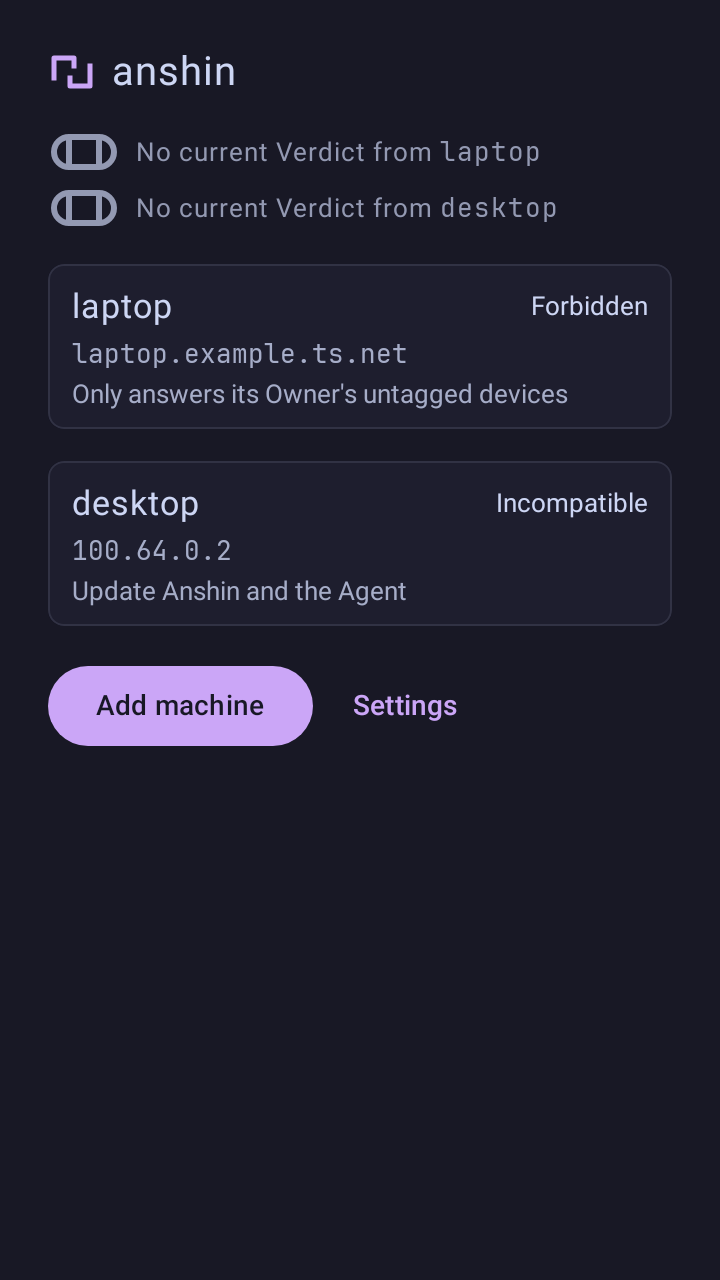 anshin
No current Verdict from laptop
No current Verdict from desktop
laptop
Forbidden
laptop.example.ts.net
Only answers its Owner's untagged devices
desktop
Incompatible
100.64.0.2
Update Anshin and the Agent
Add machine
Settings